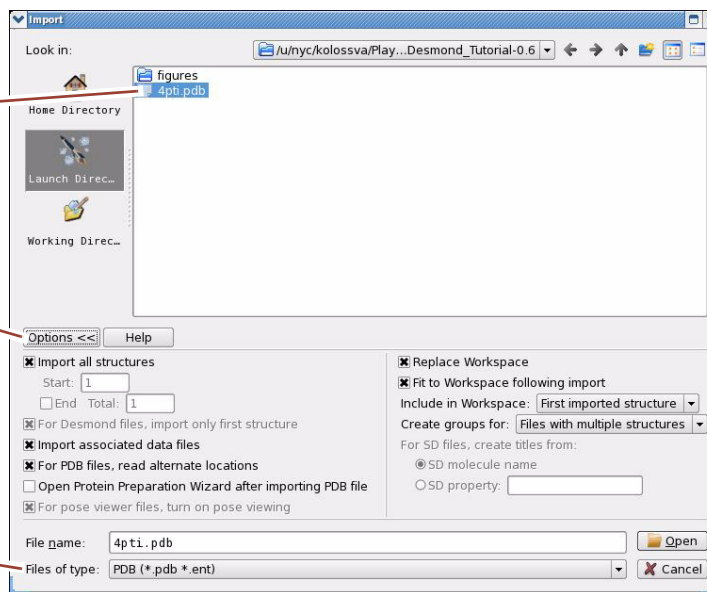 Import
Look in: /u/nyc/kolossva/Play...Desmond_Tutorial-0.6
figures
4pti.pdb
Home Directory
Launch Direc...
Working Direc...
Options << Help
Import all structures
Start: 1
End Total: 1
For Desmond files, import only first structure
Import associated data files
For PDB files, read alternate locations
Open Protein Preparation Wizard after importing PDB file
For pose viewer files, turn on pose viewing
Replace Workspace
Fit to Workspace following import
Include in Workspace: First imported structure
Create groups for: Files with multiple structures
For SD files, create titles from:
SD molecule name
SD property:
File name: 4pti.pdb Open
Files of type: PDB (*.pdb *.ent) Cancel